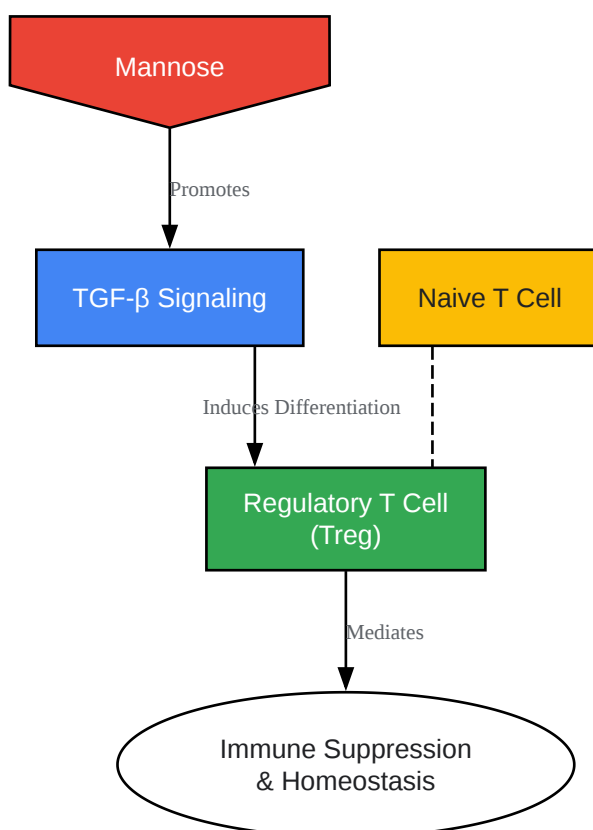 Mannose
Promotes
TGF-β Signaling
Naive T Cell
Induces Differentiation
Regulatory T Cell
(Treg)
Mediates
Immune Suppression
& Homeostasis